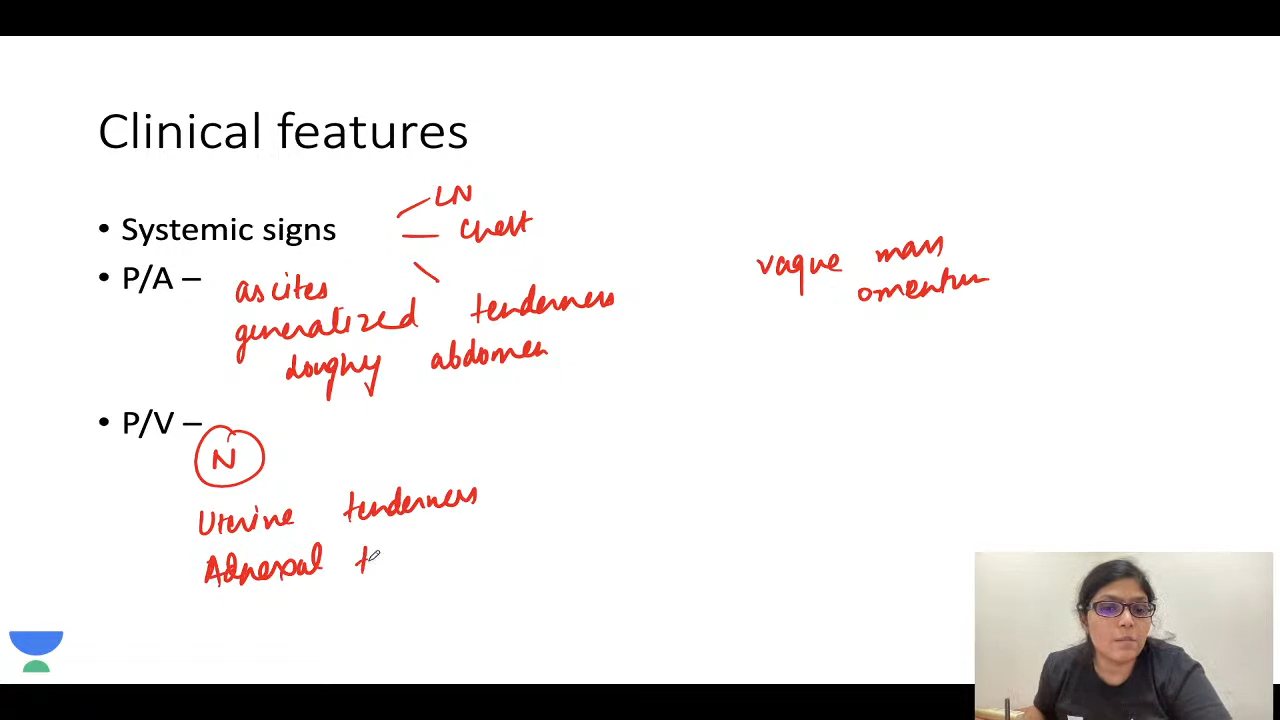 Clinical features
• Systemic signs
LN
Chest
• P/A –
ascites
generalized tenderness
doughy abdomen
vague mass
omentum
• P/V –
N
Uterine tenderness
Adnexal t